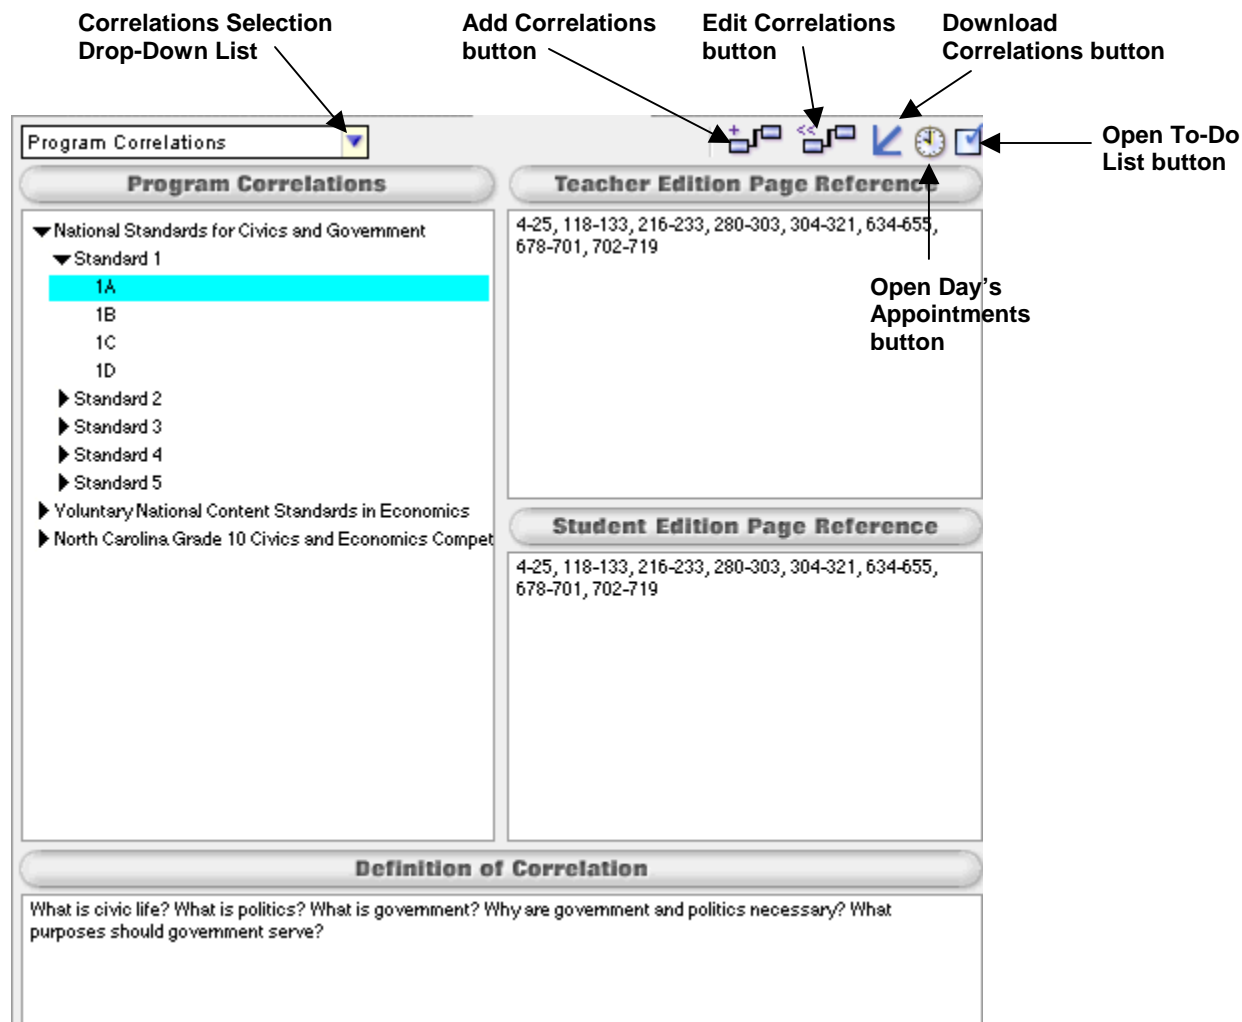 Correlations Selection
Drop-Down List
Add Correlations
button
Edit Correlations
button
Download
Correlations button
Open To-Do
List button
Program Correlations
Program Correlations
Teacher Edition Page Reference
National Standards for Civics and Government
Standard 1
1A
1B
1C
1D
Standard 2
Standard 3
Standard 4
Standard 5
Voluntary National Content Standards in Economics
North Carolina Grade 10 Civics and Economics Compet
4-25, 118-133, 216-233, 280-303, 304-321, 634-655,
678-701, 702-719
Open Day's
Appointments
button
Student Edition Page Reference
4-25, 118-133, 216-233, 280-303, 304-321, 634-655,
678-701, 702-719
Definition of Correlation
What is civic life? What is politics? What is government? Why are government and politics necessary? What
purposes should government serve?